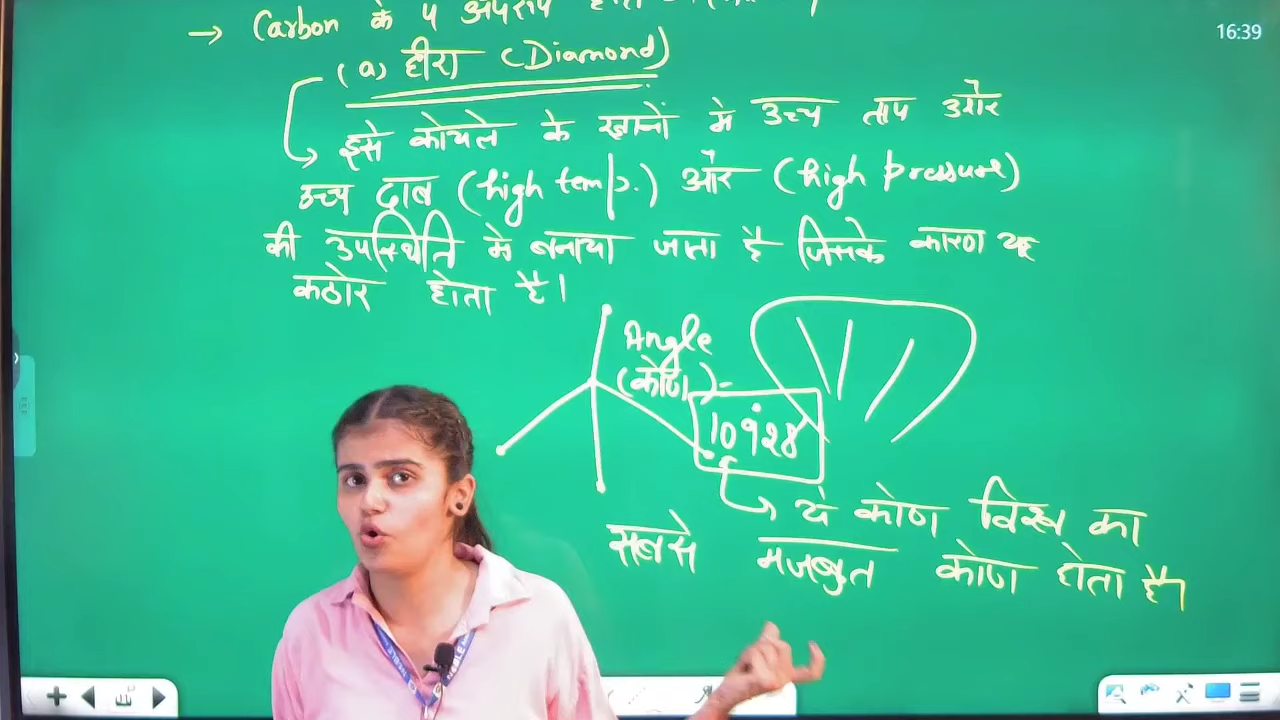 16:39
→ Carbon के 4 अपरूप
(a) हीरा (Diamond)
इसे कोयले के खानों में उच्च ताप और
उच्च दाब (high temp.) और (high pressure)
की उपस्थिति मे बनाया जाता है जिसके कारण यह
कठोर होता है।
Angle
(कोण)-
109°28
→ ये कोण विश्व का
सबसे मजबुत कोण होता है।